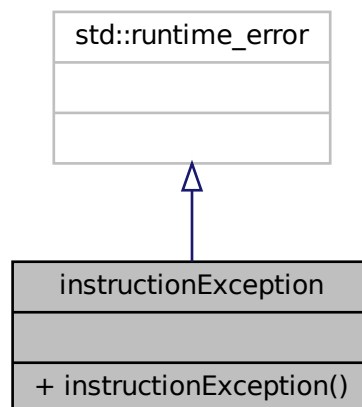 std::runtime_error
instructionException
+ instructionException()